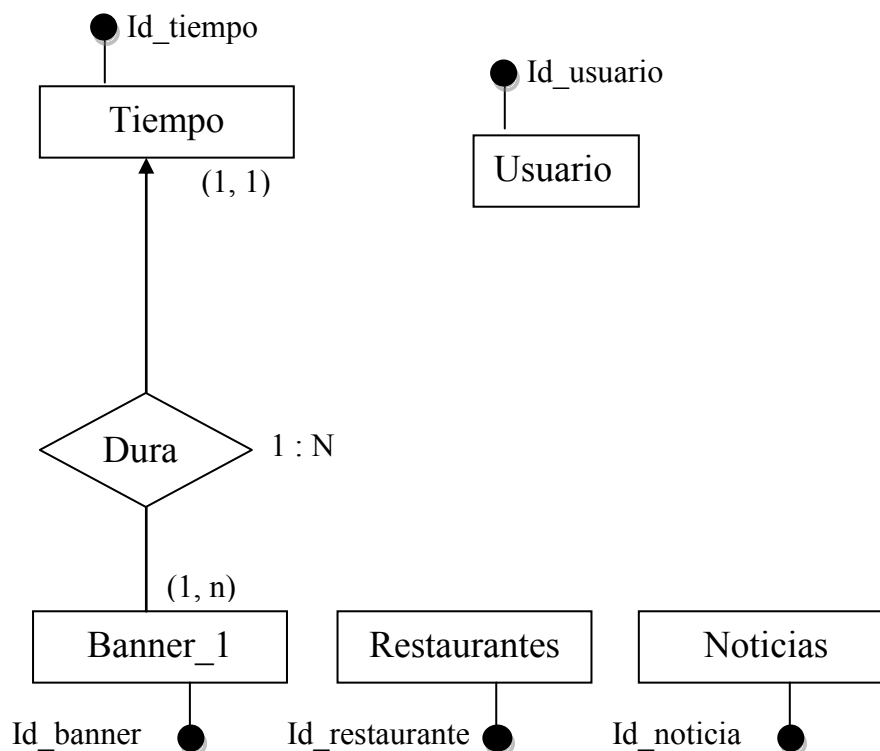 Id_tiempo
Id_usuario
Tiempo
Usuario
(1, 1)
Dura
1 : N
(1, n)
Banner_1
Restaurantes
Noticias
Id_banner
Id_restaurante
Id_noticia